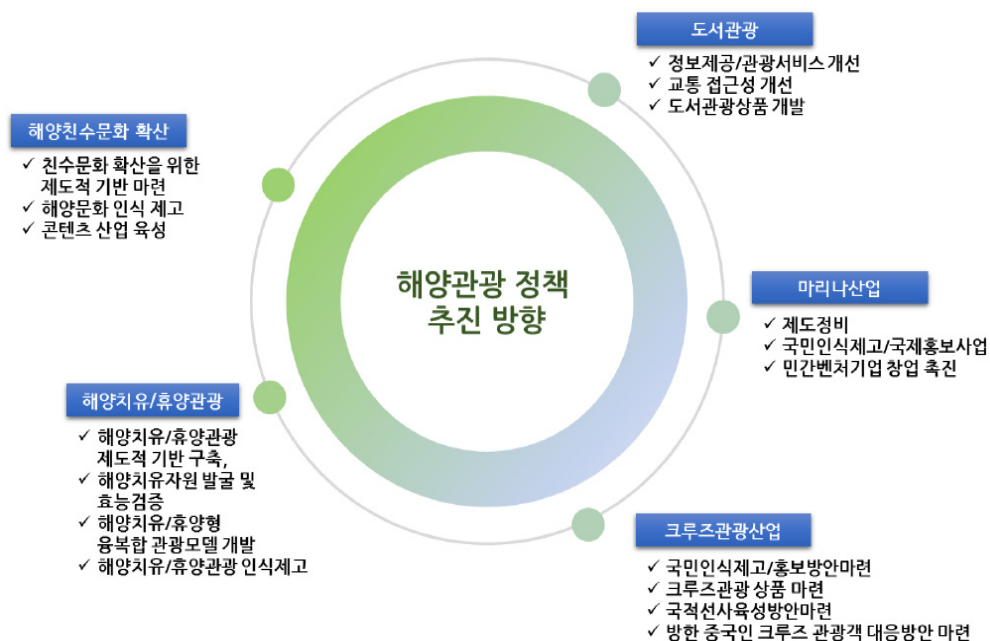 도서관광
✓ 정보제공/관광서비스 개선
✓ 교통 접근성 개선
✓ 도서관광상품 개발
해양친수문화 확산
✓ 친수문화 확산을 위한
제도적 기반 마련
✓ 해양문화 인식 제고
✓ 콘텐츠 산업 육성
해양관광 정책
추진 방향
마리나산업
✓ 제도정비
✓ 국민인식제고/국제홍보사업
✓ 민간벤처기업 창업 촉진
해양치유/휴양관광
✓ 해양치유/휴양관광
제도적 기반 구축,
✓ 해양치유자원 발굴 및
효능검증
✓ 해양치유/휴양형
융복합 관광모델 개발
✓ 해양치유/휴양관광 인식제고
크루즈관광산업
✓ 국민인식제고/홍보방안마련
✓ 크루즈관광 상품 마련
✓ 국적선사육성방안마련
✓ 방한 중국인 크루즈 관광객 대응방안 마련